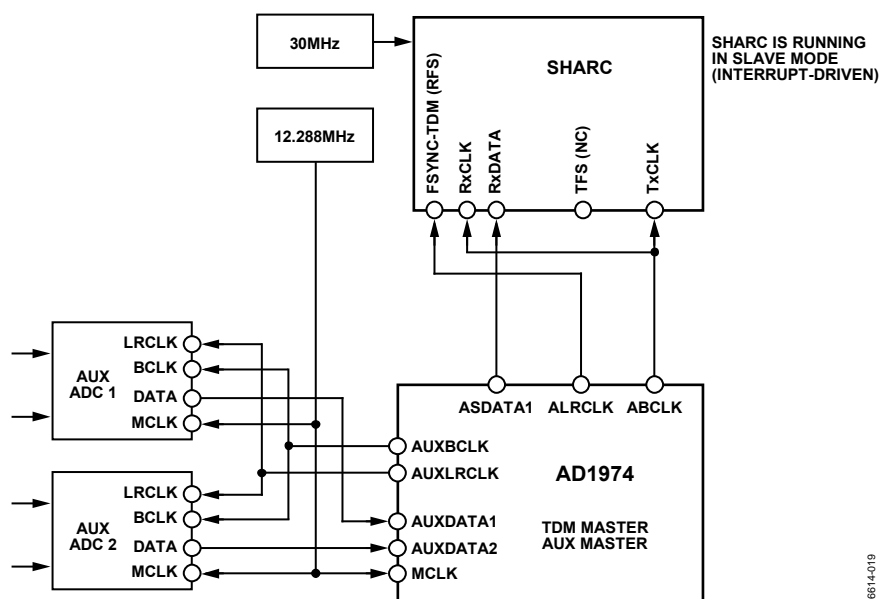 30MHz
SHARC
SHARC IS RUNNING
IN SLAVE MODE
(INTERRUPT-DRIVEN)
12.288MHz
FSYNC-TDM (RFS)
RxCLK
RxDATA
TFS (NC)
TxCLK
LRCLK
BCLK
DATA
MCLK
AUX
ADC 1
ASDATA1
ALRCLK
ABCLK
AUXBCLK
AUXLRCLK
AUXDATA1
AUXDATA2
MCLK
AD1974
TDM MASTER
AUX MASTER
LRCLK
BCLK
DATA
MCLK
AUX
ADC 2
6614-019